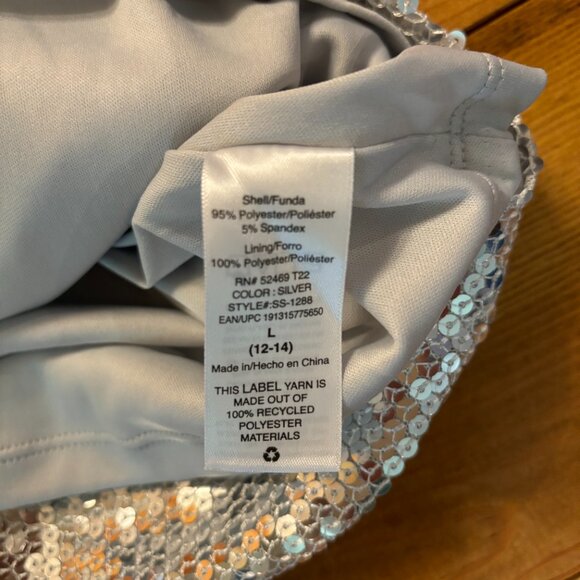 Shell/Funda
95% Polyester/Poliéster
5% Spandex
Lining/Forro
100% Polyester/Poliéster
RN# 52469 T22
COLOR : SILVER
STYLE#:SS-1288
EAN/UPC 191315775650
L
(12-14)
Made in/Hecho en China
THIS LABEL YARN IS
MADE OUT OF
100% RECYCLED
POLYESTER
MATERIALS